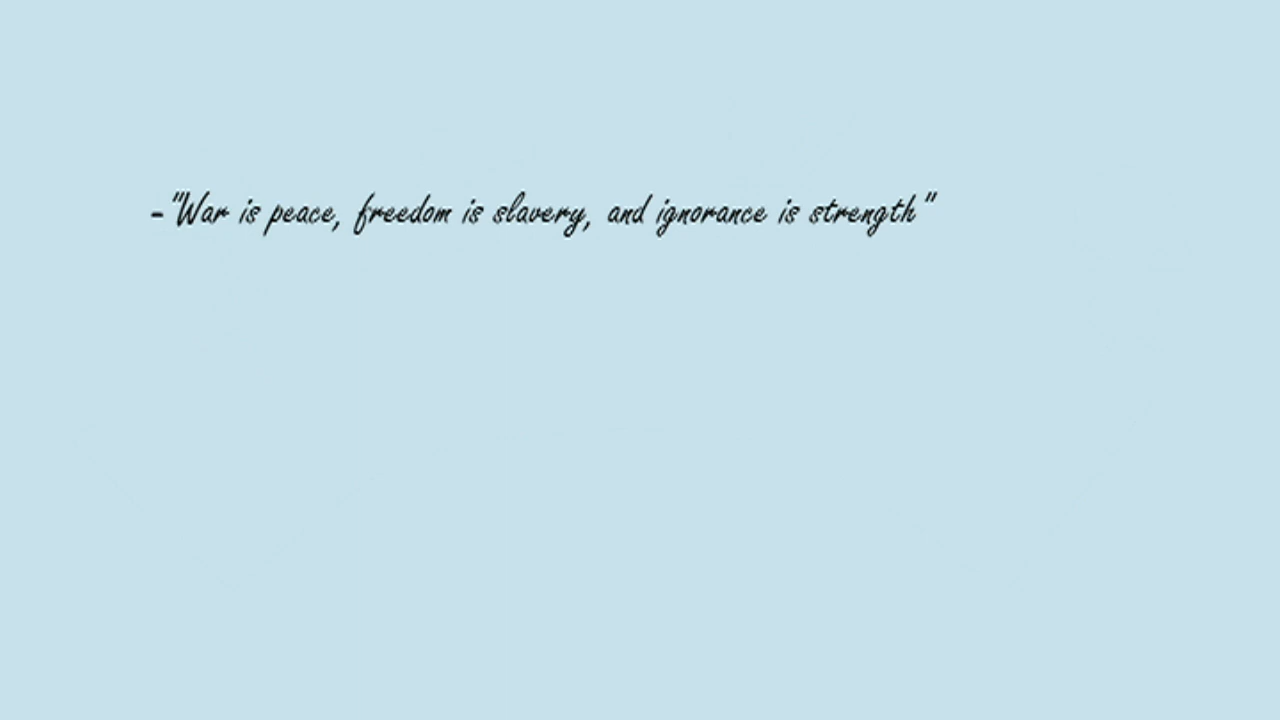 -"War is peace, freedom is slavery, and ignorance is strength"